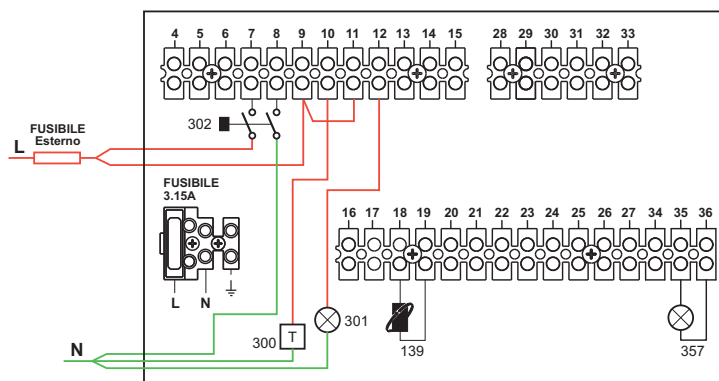 4 5 6 7 8 9 10 11 12 13 14 15 28 29 30 31 32 33
302
FUSIBILE
Esterno
L
FUSIBILE
3.15A
16 17 18 19 20 21 22 23 24 25 26 27 34 35 36
L N
300 T 301
139
357
N